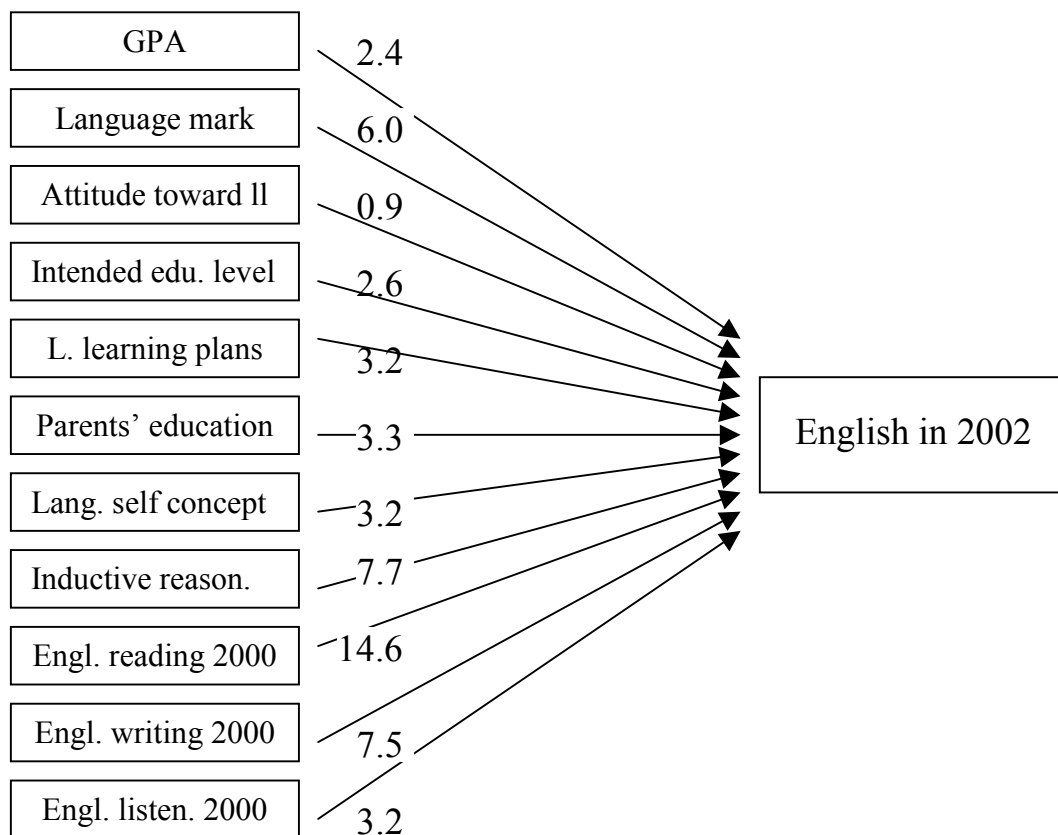 GPA 2.4
Language mark 6.0
Attitude toward ll 0.9
Intended edu. level 2.6
L. learning plans 3.2
Parents’ education 3.3
English in 2002
Lang. self concept 3.2
Inductive reason. 7.7
Engl. reading 2000 14.6
Engl. writing 2000 7.5
Engl. listen. 2000 3.2